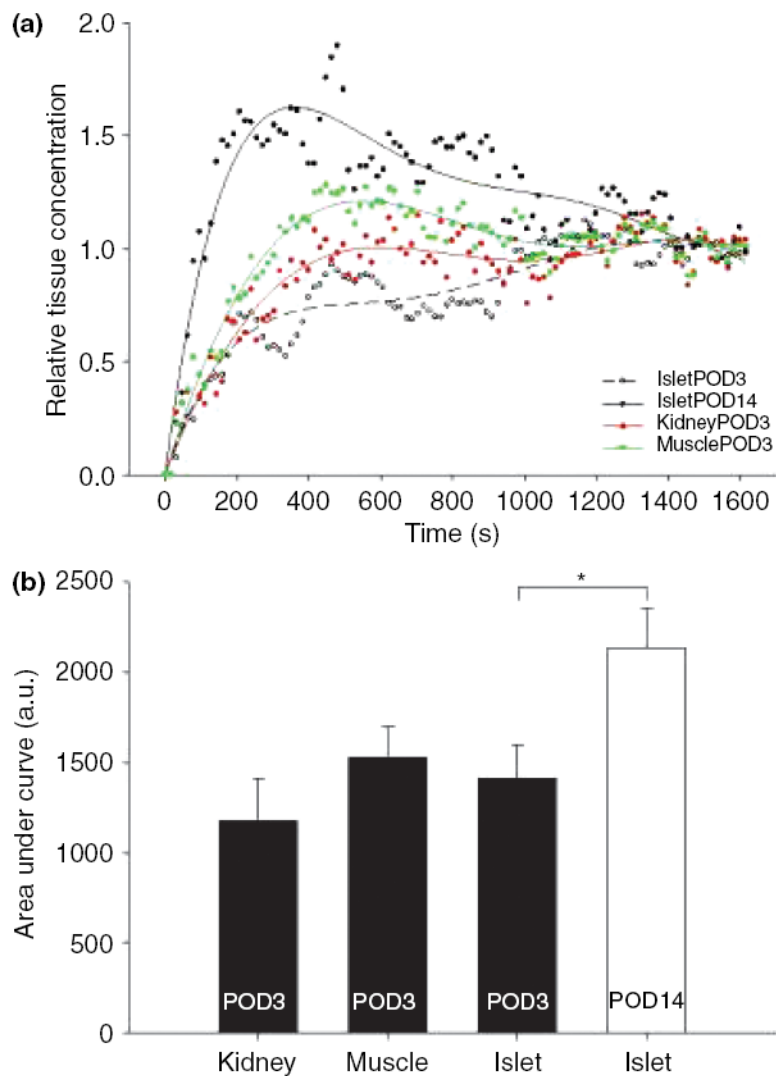 (a)
2.0
1.5
1.0
0.5
0.0
Relative tissue concentration
0 200 400 600 800 1000 1200 1400 1600
Time (s)
IsletPOD3
IsletPOD14
KidneyPOD3
MusclePOD3
(b)
2500
2000
1500
1000
500
0
Area under curve (a.u.)
*
POD3 POD3 POD3 POD14
Kidney Muscle Islet Islet